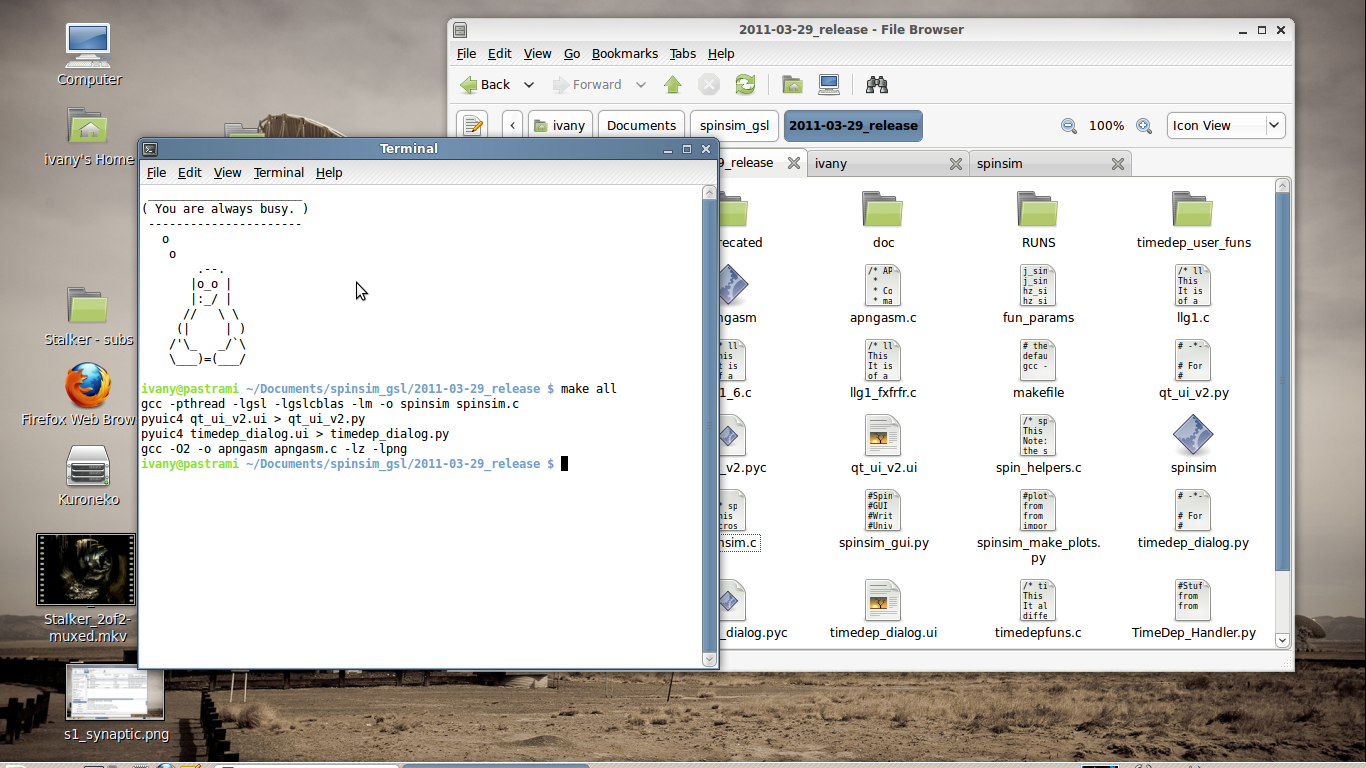 Computer
ivany's Home
Stalker - subs
Firefox Web Brow
Kuroneko
Stalker_2of2-
muxed.mkv
s1_synaptic.png
2011-03-29_release - File Browser
File Edit View Go Bookmarks Tabs Help
Back Forward
ivany Documents spinsim_gsl 2011-03-29_release 100% Icon View
9_release ivany spinsim
recated doc RUNS timedep_user_funs
ngasm apngasm.c fun_params llg1.c
1_6.c llg1_fxfrfr.c makefile qt_ui_v2.py
_v2.pyc qt_ui_v2.ui spin_helpers.c spinsim
nsim.c spinsim_gui.py spinsim_make_plots.
py
timedep_dialog.py
_dialog.pyc timedep_dialog.ui timedepfuns.c TimeDep_Handler.py
Terminal
File Edit View Terminal Help
______________________
( You are always busy. )
----------------------
o
o
.--.
|o_o |
|:_/ |
//   \ \
(|     | )
/'\_   _/`\
\___)=(___/
ivany@pastrami ~/Documents/spinsim_gsl/2011-03-29_release $ make all
gcc -pthread -lgsl -lgslcblas -lm -o spinsim spinsim.c
pyuic4 qt_ui_v2.ui > qt_ui_v2.py
pyuic4 timedep_dialog.ui > timedep_dialog.py
gcc -O2 -o apngasm apngasm.c -lz -lpng
ivany@pastrami ~/Documents/spinsim_gsl/2011-03-29_release $